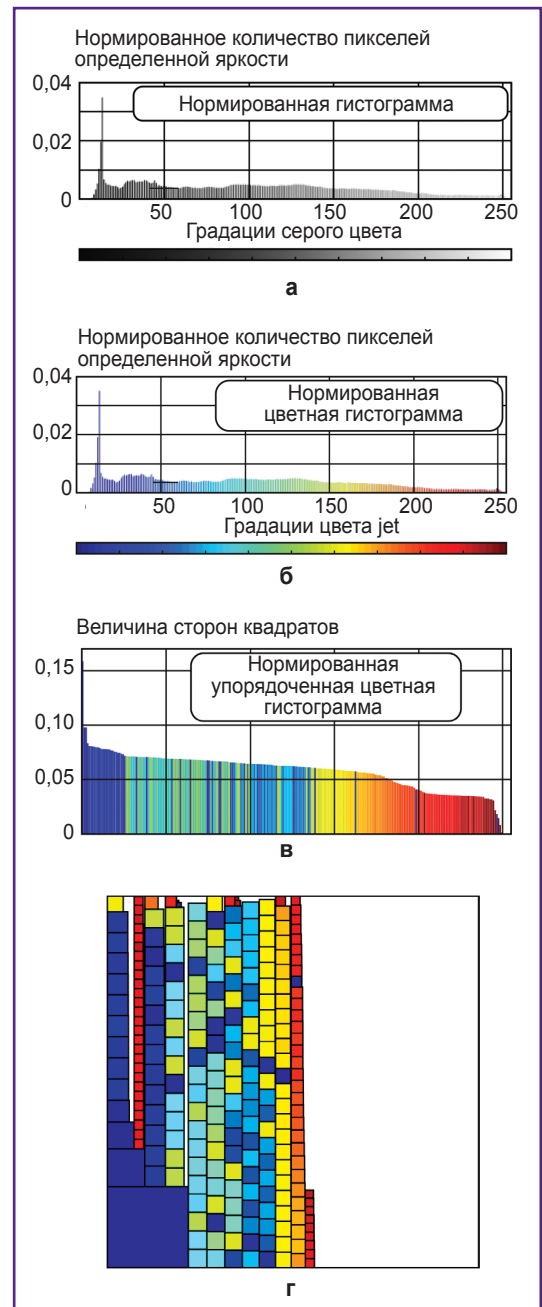 Нормированное количество пикселей
определенной яркости
0,04
Нормированная гистограмма
0,02
0
50 100 150 200 250
Градации серого цвета
а
Нормированное количество пикселей
определенной яркости
0,04
Нормированная
цветная гистограмма
0,02
0
50 100 150 200 250
Градации цвета jet
б
Величина сторон квадратов
0,15
Нормированная
упорядоченная цветная
гистограмма
0,10
0,05
0
в
г